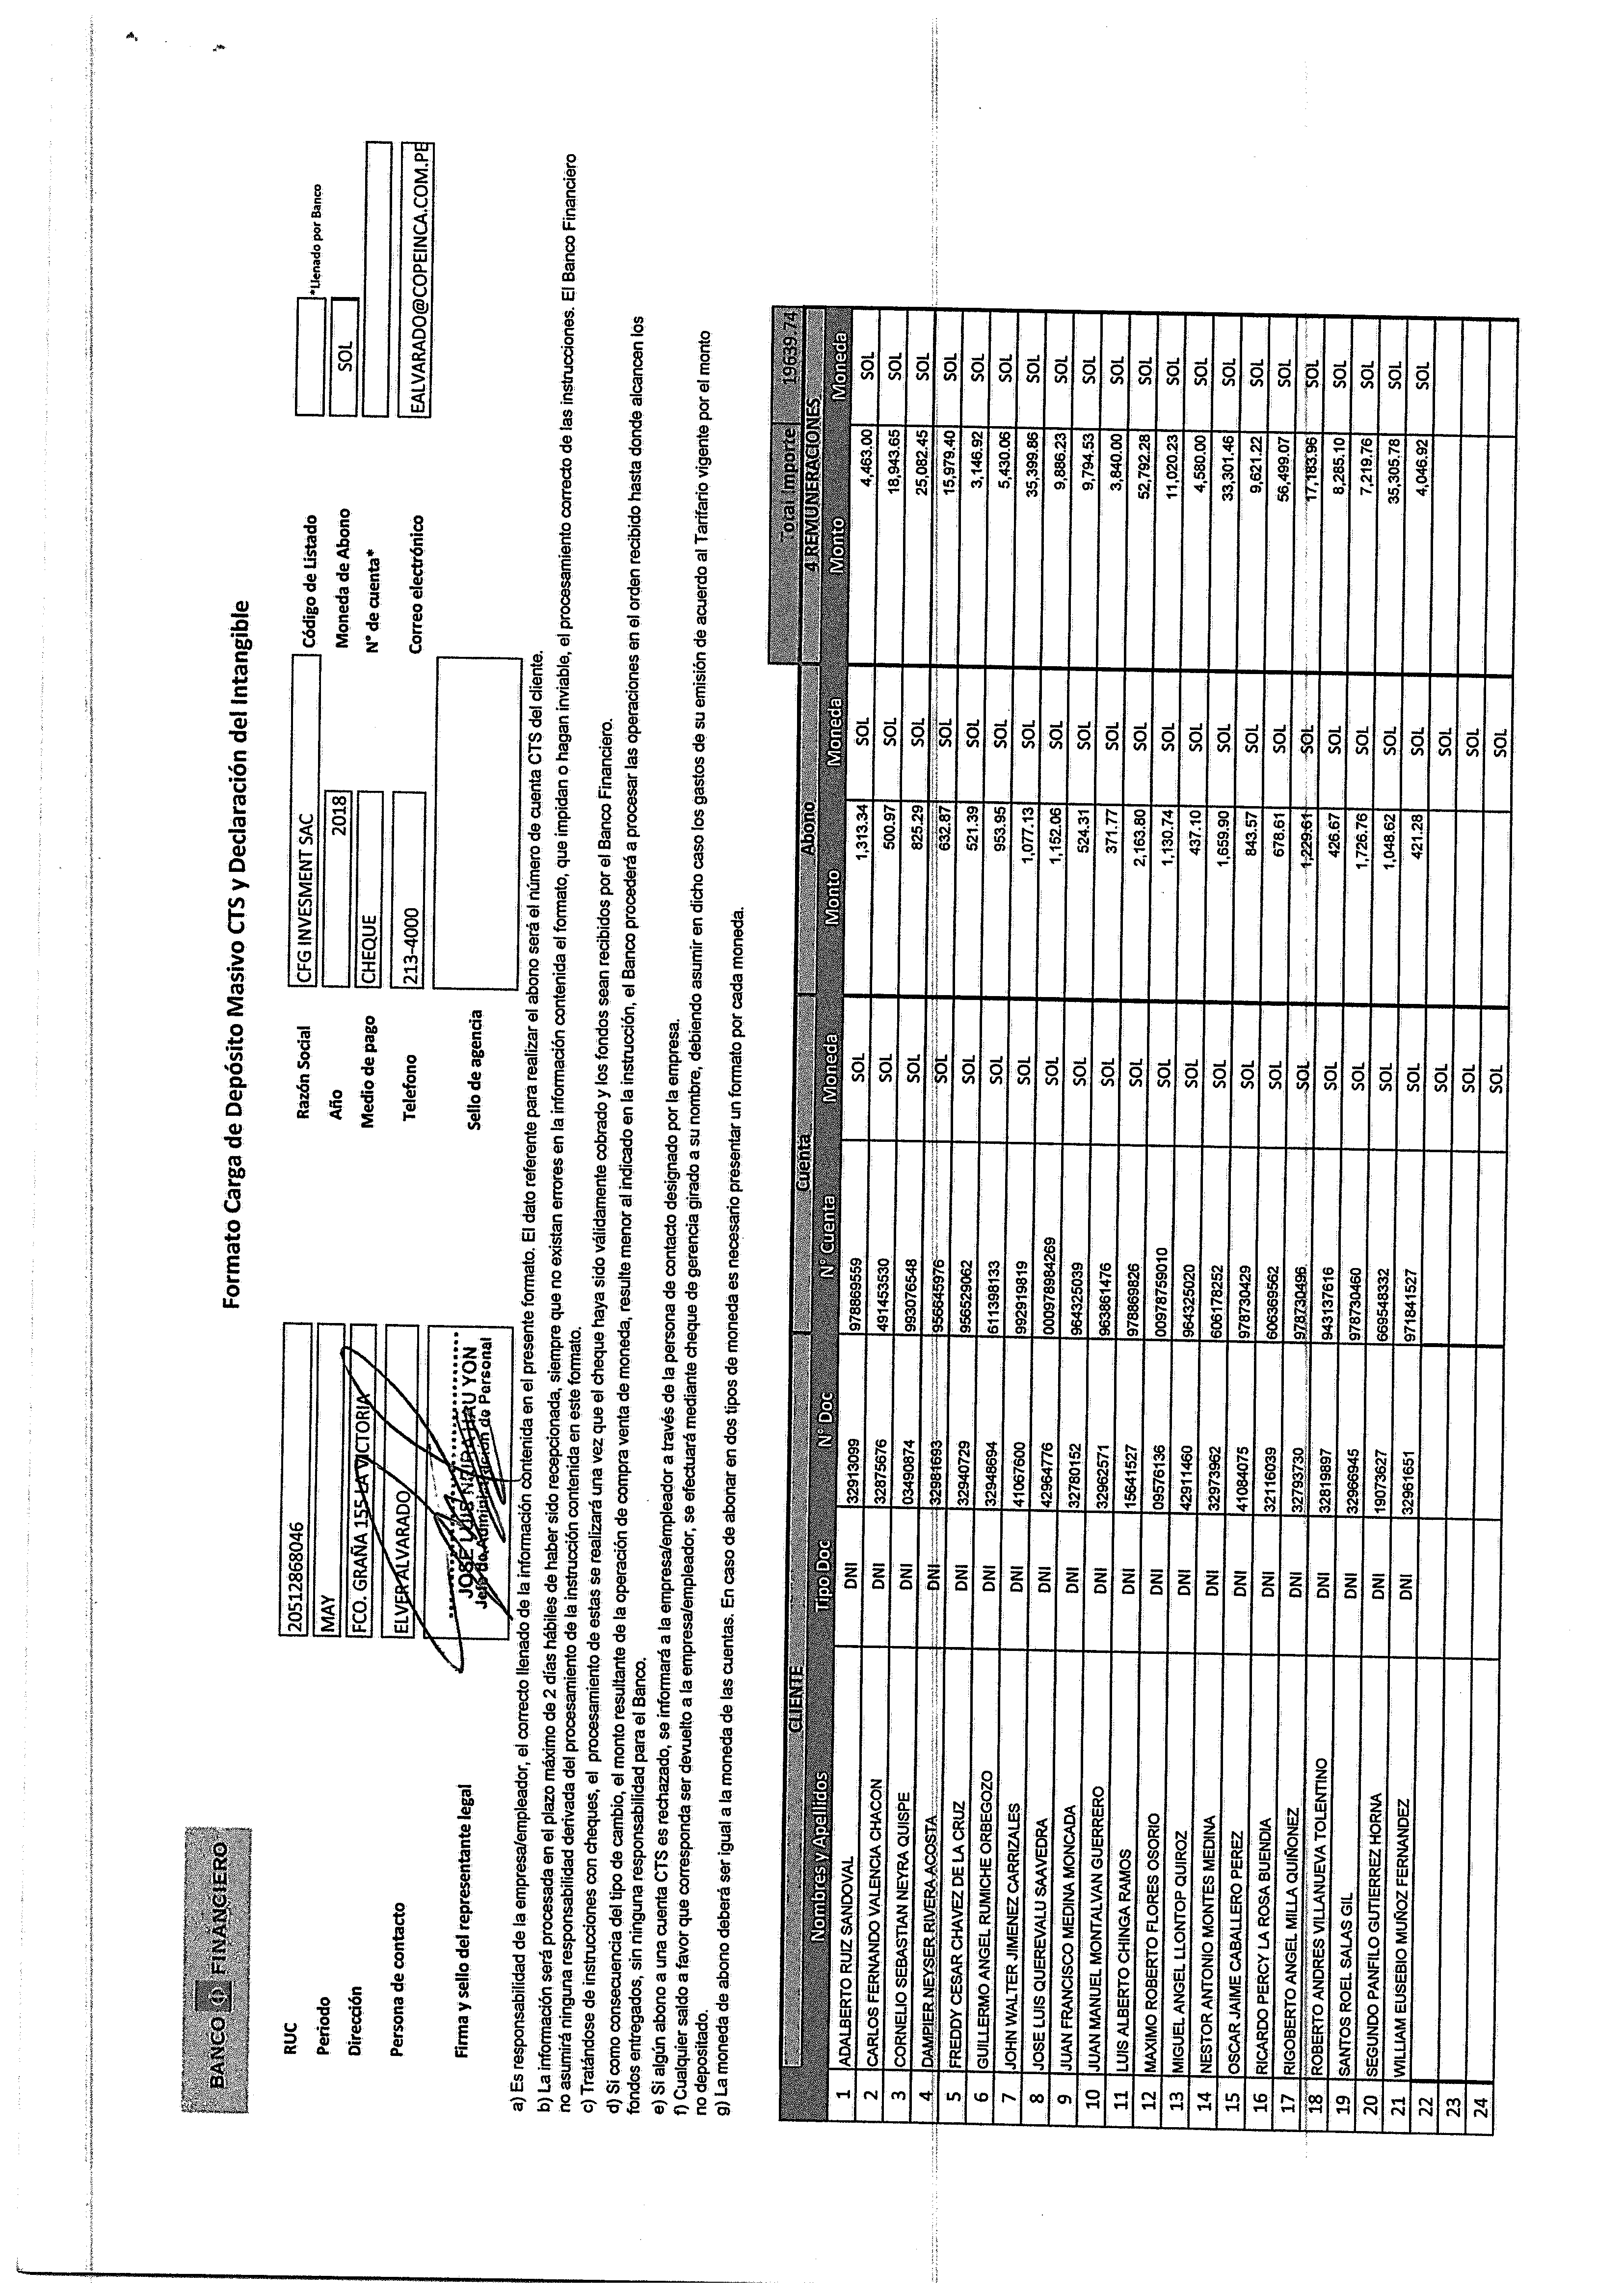 BANCO FINANCIERO
Formato Carga de Depósito Masivo CTS y Declaración del Intangible
RUC 20512868046 Razón Social CFG INVESMENT SAC Código de Listado
*Llenado por Banco
Periodo MAY Año 2018 Moneda de Abono SOL
Dirección FCO. GRAÑA 155-LA VICTORIA Medio de pago CHEQUE N° de cuenta*
Persona de contacto ELVER ALVARADO Telefono 213-4000 Correo electrónico EALVARADO@COPEINCA.COM.PE
Firma y sello del representante legal Sello de agencia
JOSE LUIS HAU YON
Jefe de Administración de Personal
a) Es responsabilidad de la empresa/empleador, el correcto llenado de la información contenida en el presente formato. El dato referente para realizar el abono será el número de cuenta CTS del cliente.
b) La información será procesada en el plazo máximo de 2 días hábiles de haber sido recepcionada, siempre que no existan errores en la información contenida el formato, que impidan o hagan inviable, el procesamiento correcto de las instrucciones. El Banco Financiero
no asumirá ninguna responsabilidad derivada del procesamiento de la instrucción contenida en este formato.
c) Tratándose de instrucciones con cheques, el procesamiento de estas se realizará una vez que el cheque haya sido válidamente cobrado y los fondos sean recibidos por el Banco Financiero.
d) Si como consecuencia del tipo de cambio, el monto resultante de la operación de compra venta de moneda, resulte menor al indicado en la instrucción, el Banco procederá a procesar las operaciones en el orden recibido hasta donde alcancen los
fondos entregados, sin ninguna responsabilidad para el Banco.
e) Si algún abono a una cuenta CTS es rechazado, se informará a la empresa/empleador a través de la persona de contacto designado por la empresa.
f) Cualquier saldo a favor que corresponda ser devuelto a la empresa/empleador, se efectuará mediante cheque de gerencia girado a su nombre, debiendo asumir en dicho caso los gastos de su emisión de acuerdo al Tarifario vigente por el monto
no depositado.
g) La moneda de abono deberá ser igual a la moneda de las cuentas. En caso de abonar en dos tipos de moneda es necesario presentar un formato por cada moneda.
Total Importe 19639.74
CLIENTE Cuenta Abono 4 REMUNERACIONES
Nombres y Apellidos Tipo Doc N° Doc N° Cuenta Moneda Monto Moneda Monto Moneda
1 ADALBERTO RUIZ SANDOVAL DNI 32913099 978869559 SOL 1,313.34 SOL 4,463.00 SOL
2 CARLOS FERNANDO VALENCIA CHACON DNI 32875676 491453530 SOL 500.97 SOL 18,943.65 SOL
3 CORNELIO SEBASTIAN NEYRA QUISPE DNI 03490874 993076548 SOL 825.29 SOL 25,082.45 SOL
4 DAMPIER NEYSER RIVERA ACOSTA DNI 32981693 956645976 SOL 632.87 SOL 15,979.40 SOL
5 FREDDY CESAR CHAVEZ DE LA CRUZ DNI 32940729 956529062 SOL 521.39 SOL 3,146.92 SOL
6 GUILLERMO ANGEL RUMICHE ORBEGOZO DNI 32948694 611398133 SOL 953.95 SOL 5,430.06 SOL
7 JOHN WALTER JIMENEZ CARRIZALES DNI 41067600 992919819 SOL 1,077.13 SOL 35,399.86 SOL
8 JOSE LUIS QUEREVALU SAAVEDRA DNI 42964776 000978984269 SOL 1,152.06 SOL 9,886.23 SOL
9 JUAN FRANCISCO MEDINA MONCADA DNI 32780152 964325039 SOL 524.31 SOL 9,794.53 SOL
10 JUAN MANUEL MONTALVAN GUERRERO DNI 32962571 963861476 SOL 371.77 SOL 3,840.00 SOL
11 LUIS ALBERTO CHINGA RAMOS DNI 15641527 978869826 SOL 2,163.80 SOL 52,792.28 SOL
12 MAXIMO ROBERTO FLORES OSORIO DNI 09576136 000978759010 SOL 1,130.74 SOL 11,020.23 SOL
13 MIGUEL ANGEL LLONTOP QUIROZ DNI 42911460 964325020 SOL 437.10 SOL 4,580.00 SOL
14 NESTOR ANTONIO MONTES MEDINA DNI 32973962 606178252 SOL 1,659.90 SOL 33,301.46 SOL
15 OSCAR JAIME CABALLERO PEREZ DNI 41084075 978730429 SOL 843.57 SOL 9,621.22 SOL
16 RICARDO PERCY LA ROSA BUENDIA DNI 32116039 606369562 SOL 678.61 SOL 56,499.07 SOL
17 RIGOBERTO ANGEL MILLA QUIÑONEZ DNI 32793730 978730496 SOL 1,229.61 SOL 17,183.96 SOL
18 ROBERTO ANDRES VILLANUEVA TOLENTINO DNI 32819897 943137616 SOL 426.67 SOL 8,285.10 SOL
19 SANTOS ROEL SALAS GIL DNI 32966945 978730460 SOL 1,726.76 SOL 7,219.76 SOL
20 SEGUNDO PANFILO GUTIERREZ HORNA DNI 19073627 669548332 SOL 1,048.62 SOL 35,305.78 SOL
21 WILLIAM EUSEBIO MUÑOZ FERNANDEZ DNI 32961651 971841527 SOL 421.28 SOL 4,046.92 SOL
22 SOL SOL
23 SOL SOL
24 SOL SOL